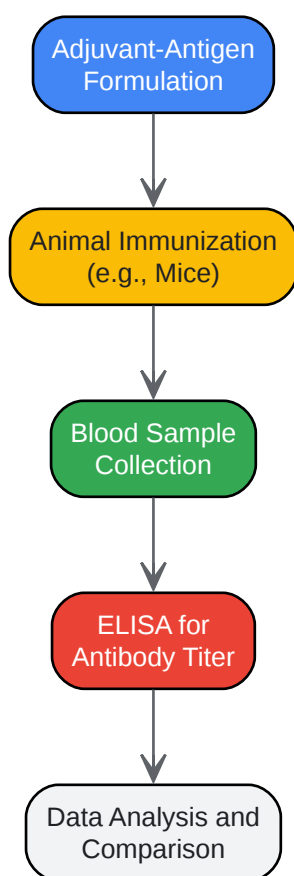 Adjuvant-Antigen
Formulation
Animal Immunization
(e.g., Mice)
Blood Sample
Collection
ELISA for
Antibody Titer
Data Analysis and
Comparison